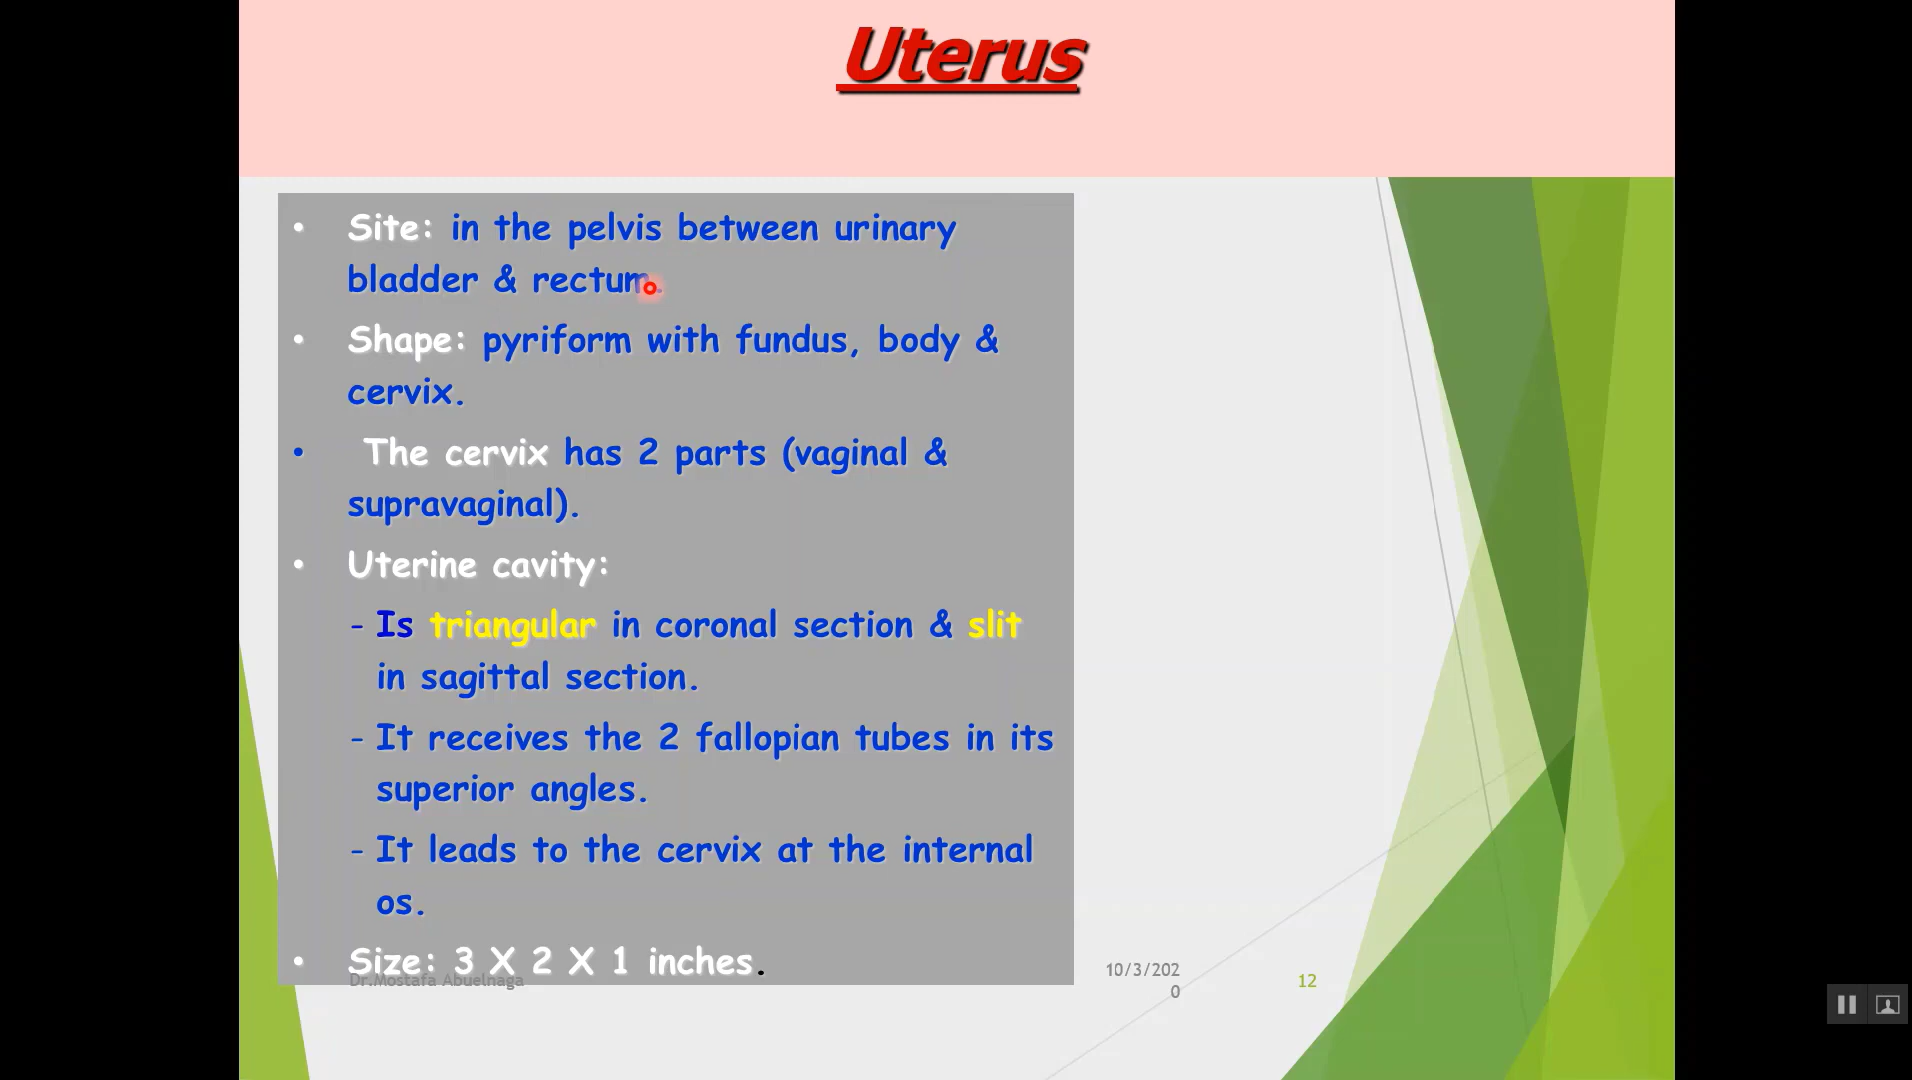 Uterus
• Site: in the pelvis between urinary
bladder & rectum.
• Shape: pyriform with fundus, body &
cervix.
• The cervix has 2 parts (vaginal &
supravaginal).
• Uterine cavity:
- Is triangular in coronal section & slit
in sagittal section.
- It receives the 2 fallopian tubes in its
superior angles.
- It leads to the cervix at the internal
os.
• Size: 3 X 2 X 1 inches.
Dr.Mostafa Abuelnaga
10/3/202
0
12